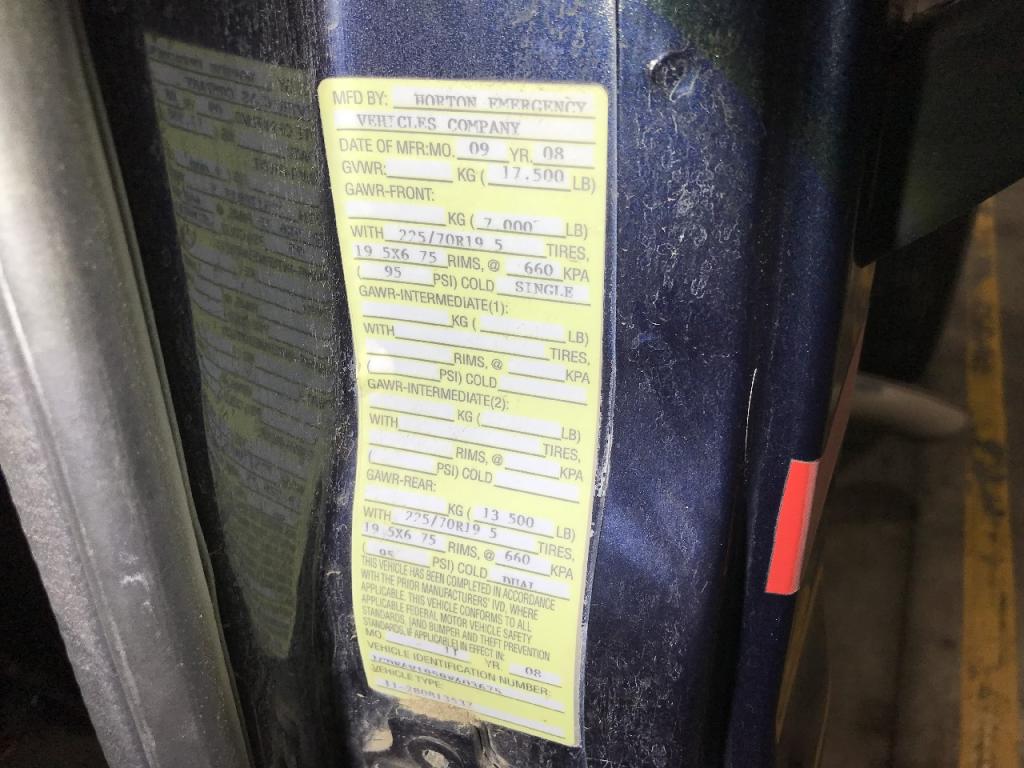 MFD BY: HORTON EMERGENCY
VEHICLES COMPANY
DATE OF MFR:MO. 09 YR. 08
GVWR: KG ( 17.500 LB)
GAWR-FRONT:
KG ( 7 000 LB)
WITH 225/70R19 5 TIRES,
19 5X6 75 RIMS, @ 660 KPA
( 95 PSI) COLD SINGLE
GAWR-INTERMEDIATE(1):
KG ( LB)
WITH TIRES,
RIMS, @ KPA
( PSI) COLD
GAWR-INTERMEDIATE(2):
KG ( LB)
WITH TIRES,
RIMS, @ KPA
( PSI) COLD
GAWR-REAR:
KG ( 13 500 LB)
WITH 225/70R19 5 TIRES,
19 5X6 75 RIMS, @ 660 KPA
( 95 PSI) COLD DUAL
THIS VEHICLE HAS BEEN COMPLETED IN ACCORDANCE
WITH THE PRIOR MANUFACTURERS' IVD, WHERE
APPLICABLE. THIS VEHICLE CONFORMS TO ALL
APPLICABLE FEDERAL MOTOR VEHICLE SAFETY
STANDARDS, [AND BUMPER AND THEFT PREVENTION
STANDARDS, IF APPLICABLE] IN EFFECT IN:
MO. 11 YR. 08
VEHICLE IDENTIFICATION NUMBER:
VEHICLE TYPE: